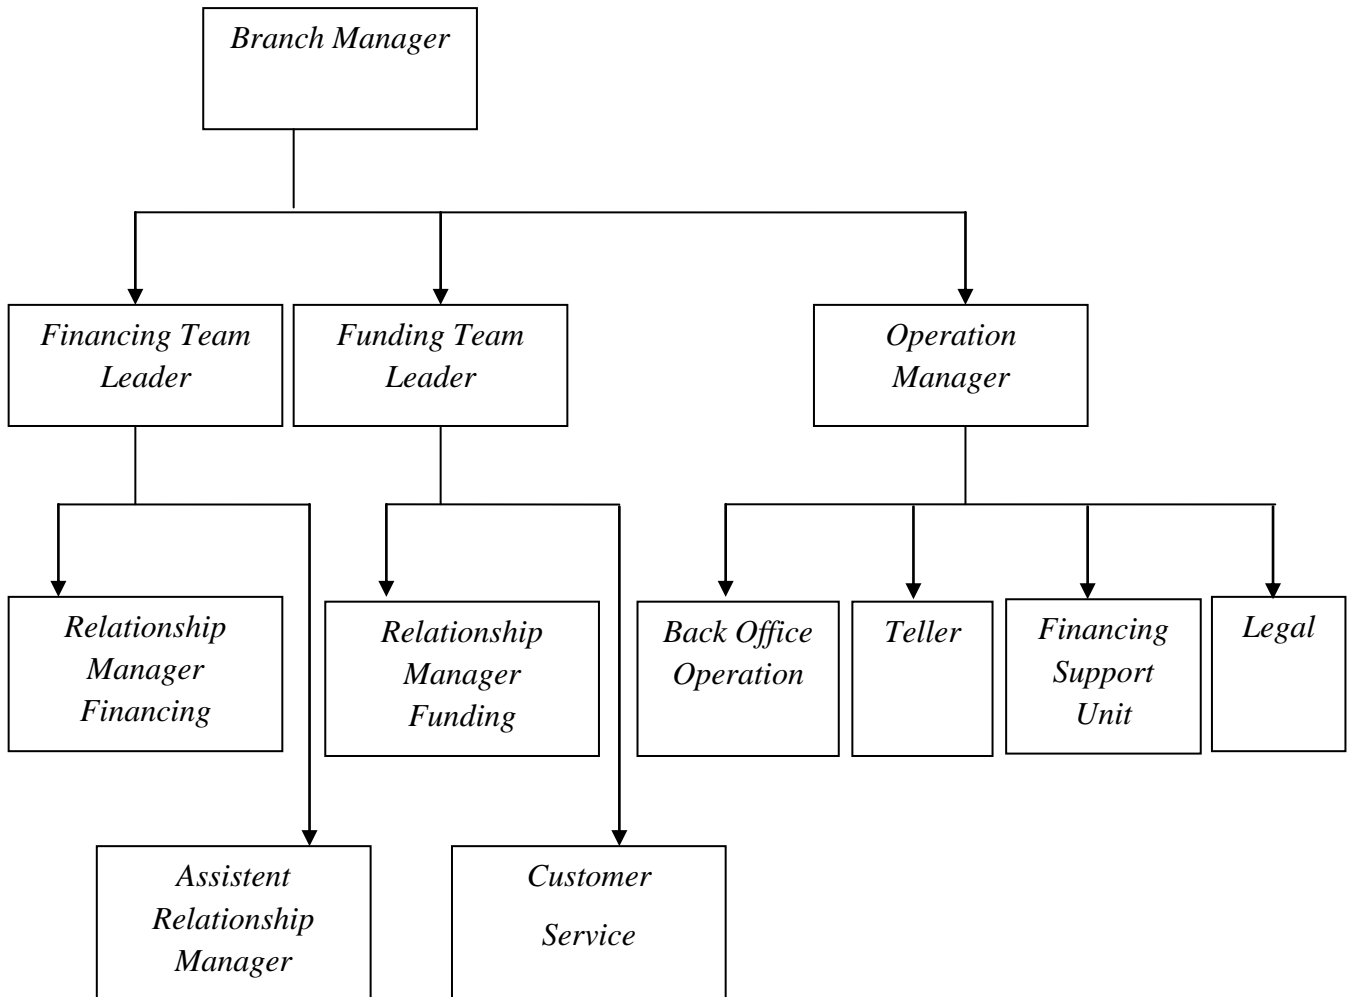 Branch Manager
Financing Team
Leader
Funding Team
Leader
Operation
Manager
Relationship
Manager
Financing
Relationship
Manager
Funding
Back Office
Operation
Teller
Financing
Support
Unit
Legal
Assistent
Relationship
Manager
Customer
Service